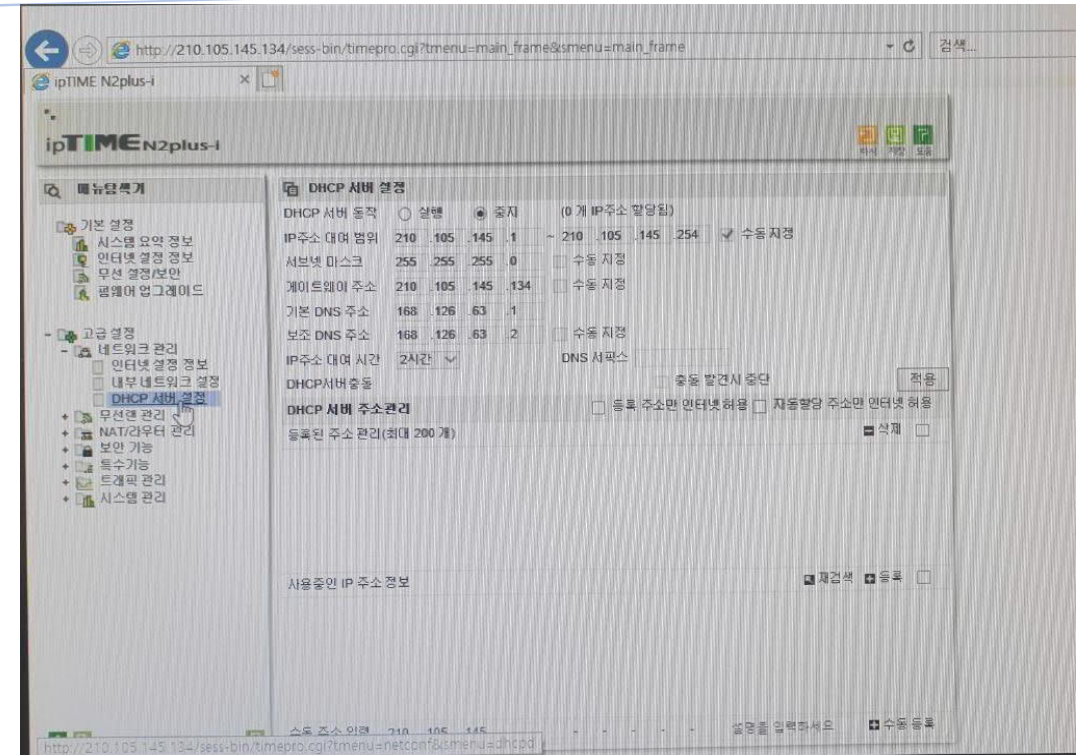 http://210.105.145.134/sess-bin/timepro.cgi?tmenu=main_frame&smenu=main_frame
검색...
ipTIME N2plus-i
ipTIME N2plus-i
저장 도움
메뉴탐색기
기본 설정
시스템 요약 정보
인터넷 설정 정보
무선 설정/보안
펌웨어 업그레이드
고급 설정
네트워크 관리
인터넷 설정 정보
내부 네트워크 설정
DHCP 서버 설정
무선랜 관리
NAT/라우터 관리
보안 기능
특수기능
트래픽 관리
시스템 관리
DHCP 서버 설정
DHCP 서버 동작 실행 중지 (0 개 IP주소 할당됨)
IP주소 대여 범위 210 .105 .145 .1 ~ 210 .105 .145 .254 수동 지정
서브넷 마스크 255 .255 .255 .0 수동 지정
게이트웨이 주소 210 .105 .145 .134 수동 지정
기본 DNS 주소 168 .126 .63 .1
보조 DNS 주소 168 .126 .63 .2 수동 지정
IP주소 대여 시간 2시간 DNS 서픽스
DHCP서버충돌 충돌 발견시 중단 적용
DHCP 서버 주소관리 등록 주소만 인터넷 허용 자동할당 주소만 인터넷 허용
등록된 주소 관리(최대 200 개) 삭제
사용중인 IP 주소 정보 재검색 등록
210 .105 .145 - - - - - 설명을 입력하세요 수동 등록
http://210.105.145.134/sess-bin/timepro.cgi?tmenu=netconf&smenu=dhcpd